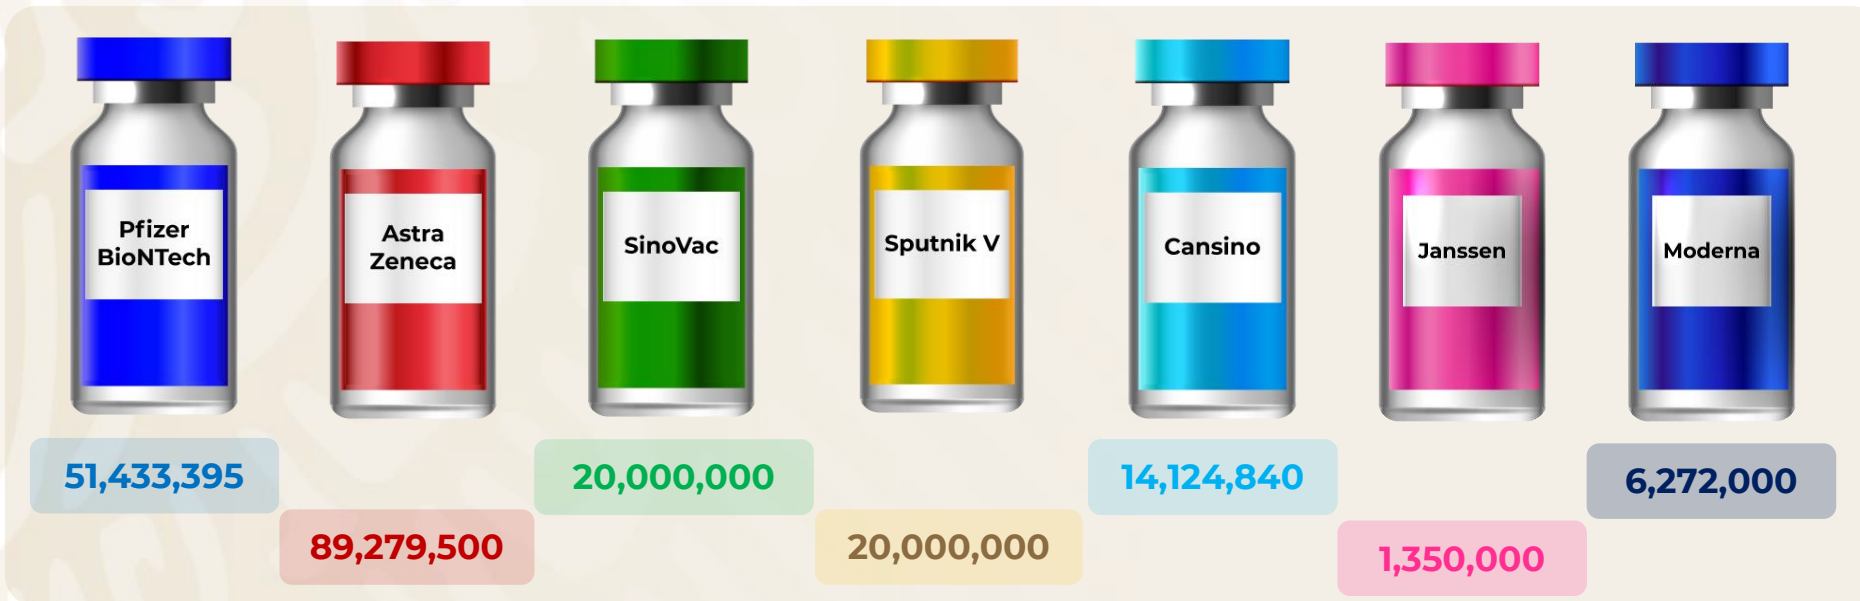 Pfizer
BioNTech
Astra
Zeneca
SinoVac
Sputnik V
Cansino
Janssen
Moderna
51,433,395
89,279,500
20,000,000
20,000,000
14,124,840
1,350,000
6,272,000